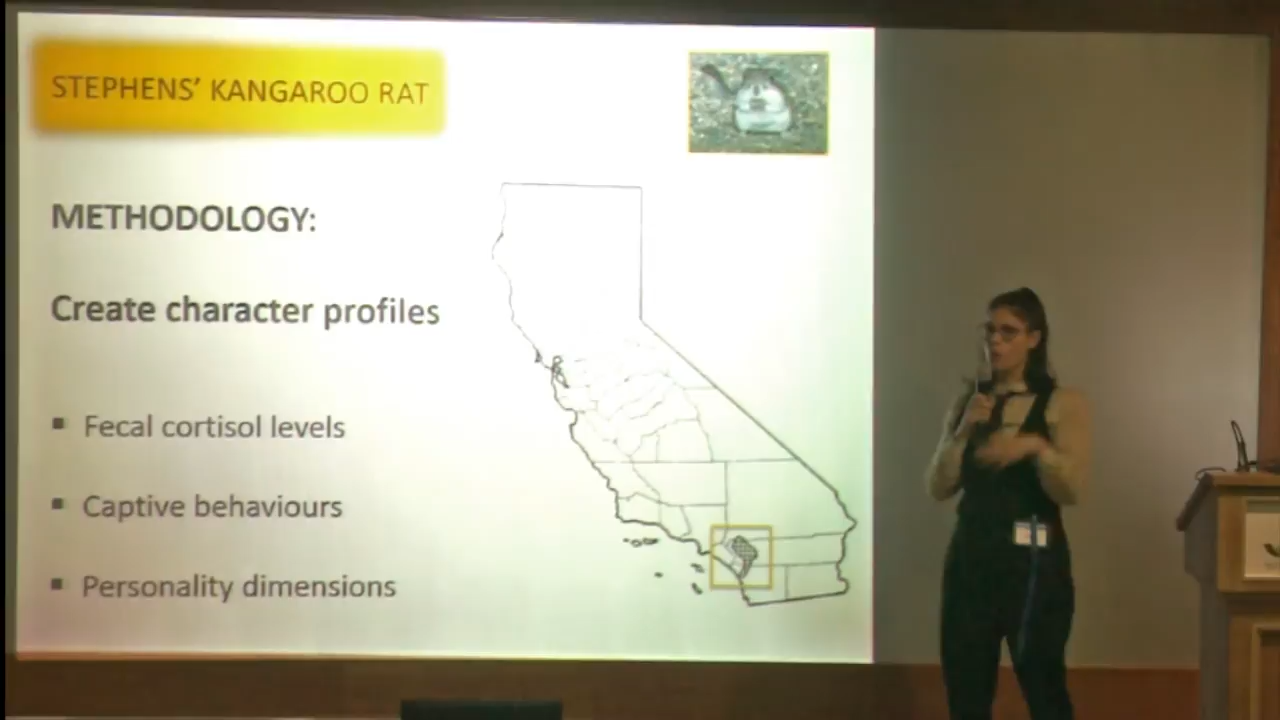 STEPHENS' KANGAROO RAT
METHODOLOGY:
Create character profiles
▪ Fecal cortisol levels
▪ Captive behaviours
▪ Personality dimensions